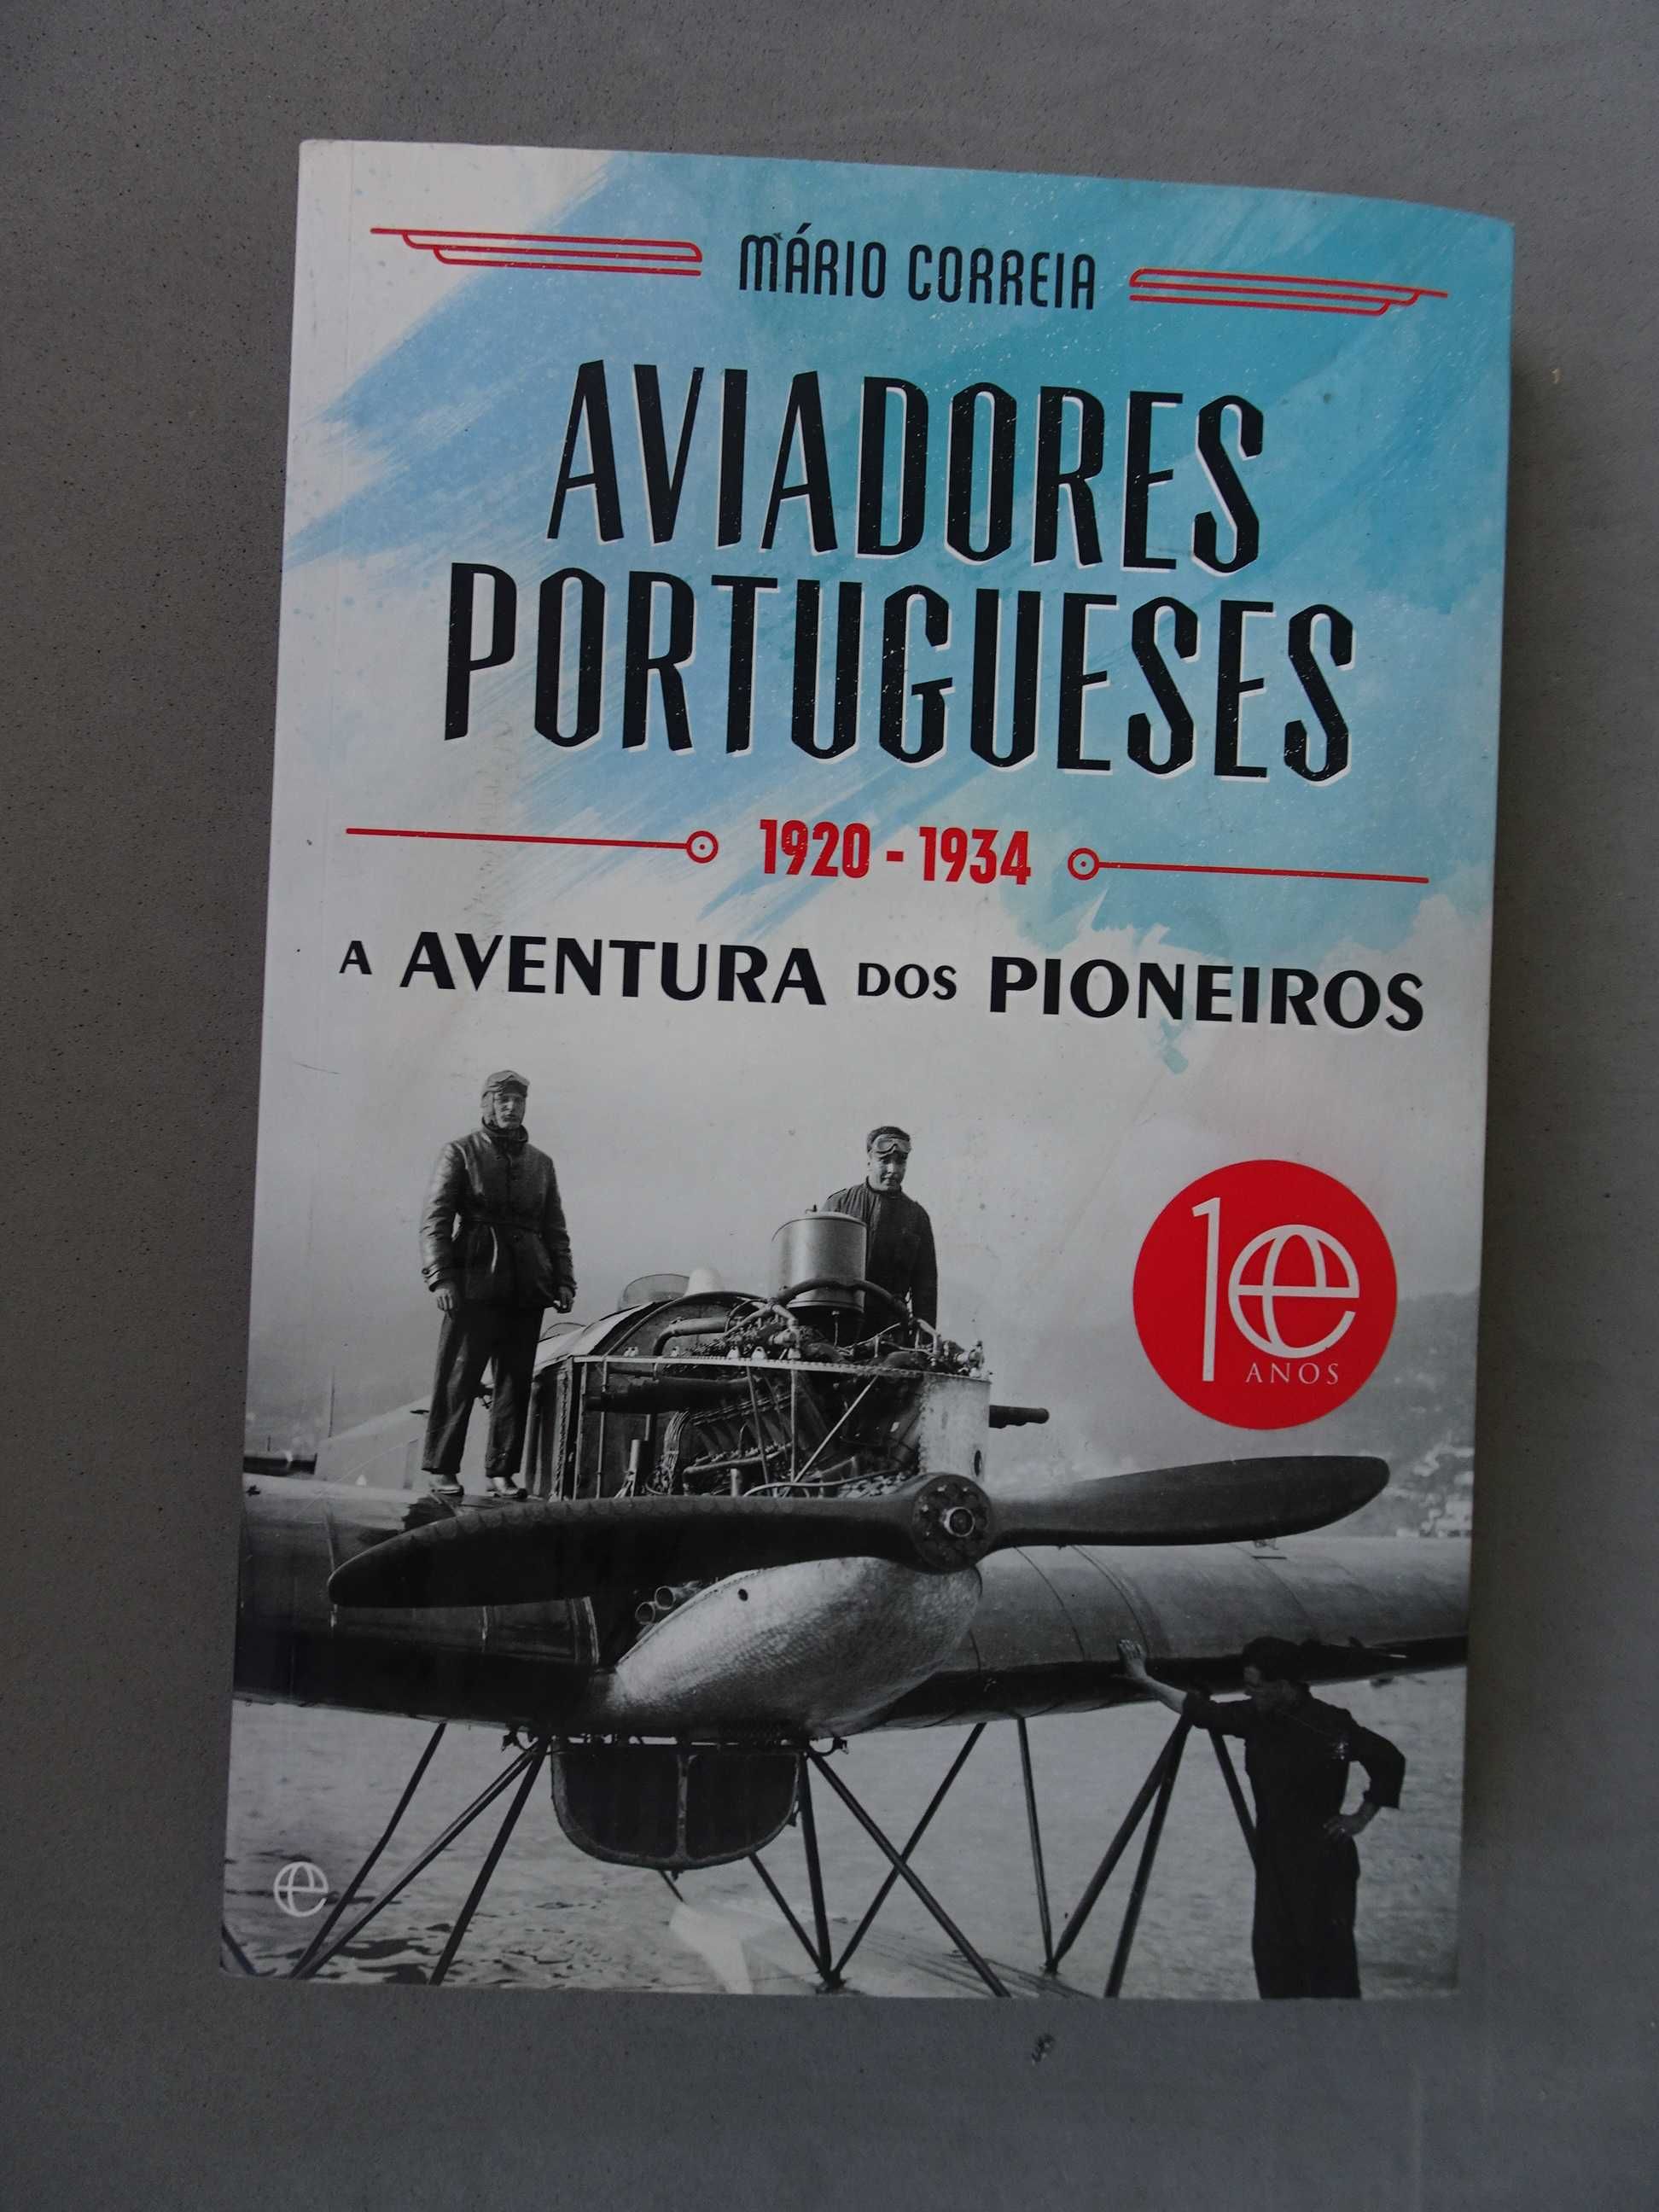 MÁRIO CORREIA
AVIADORES
PORTUGUESES
1920 - 1934
A AVENTURA DOS PIONEIROS
10
ANOS